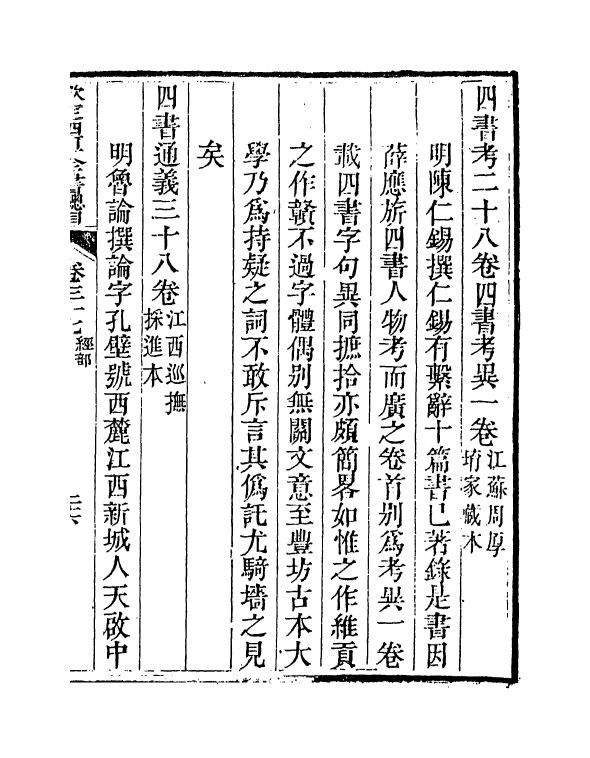 四書考二十八卷四書考異一卷江蘇周厚
堉家藏本
明陳仁錫撰仁錫有繫辭十篇書已著錄是書因
薛應旂四書人物考而廣之卷首别爲考異一卷
載四書字句異同摭拾亦頗簡畧如惟之作維貢
之作贛不過字體偶别無關文意至豐坊古本大
學乃爲持疑之詞不敢斥言其僞託尤騎墻之見
矣
四書通義三十八卷江西巡撫
採進本
明魯論撰論字孔壁號西麓江西新城人天啟中
欽定四庫全書總目
卷三十七經部
二六